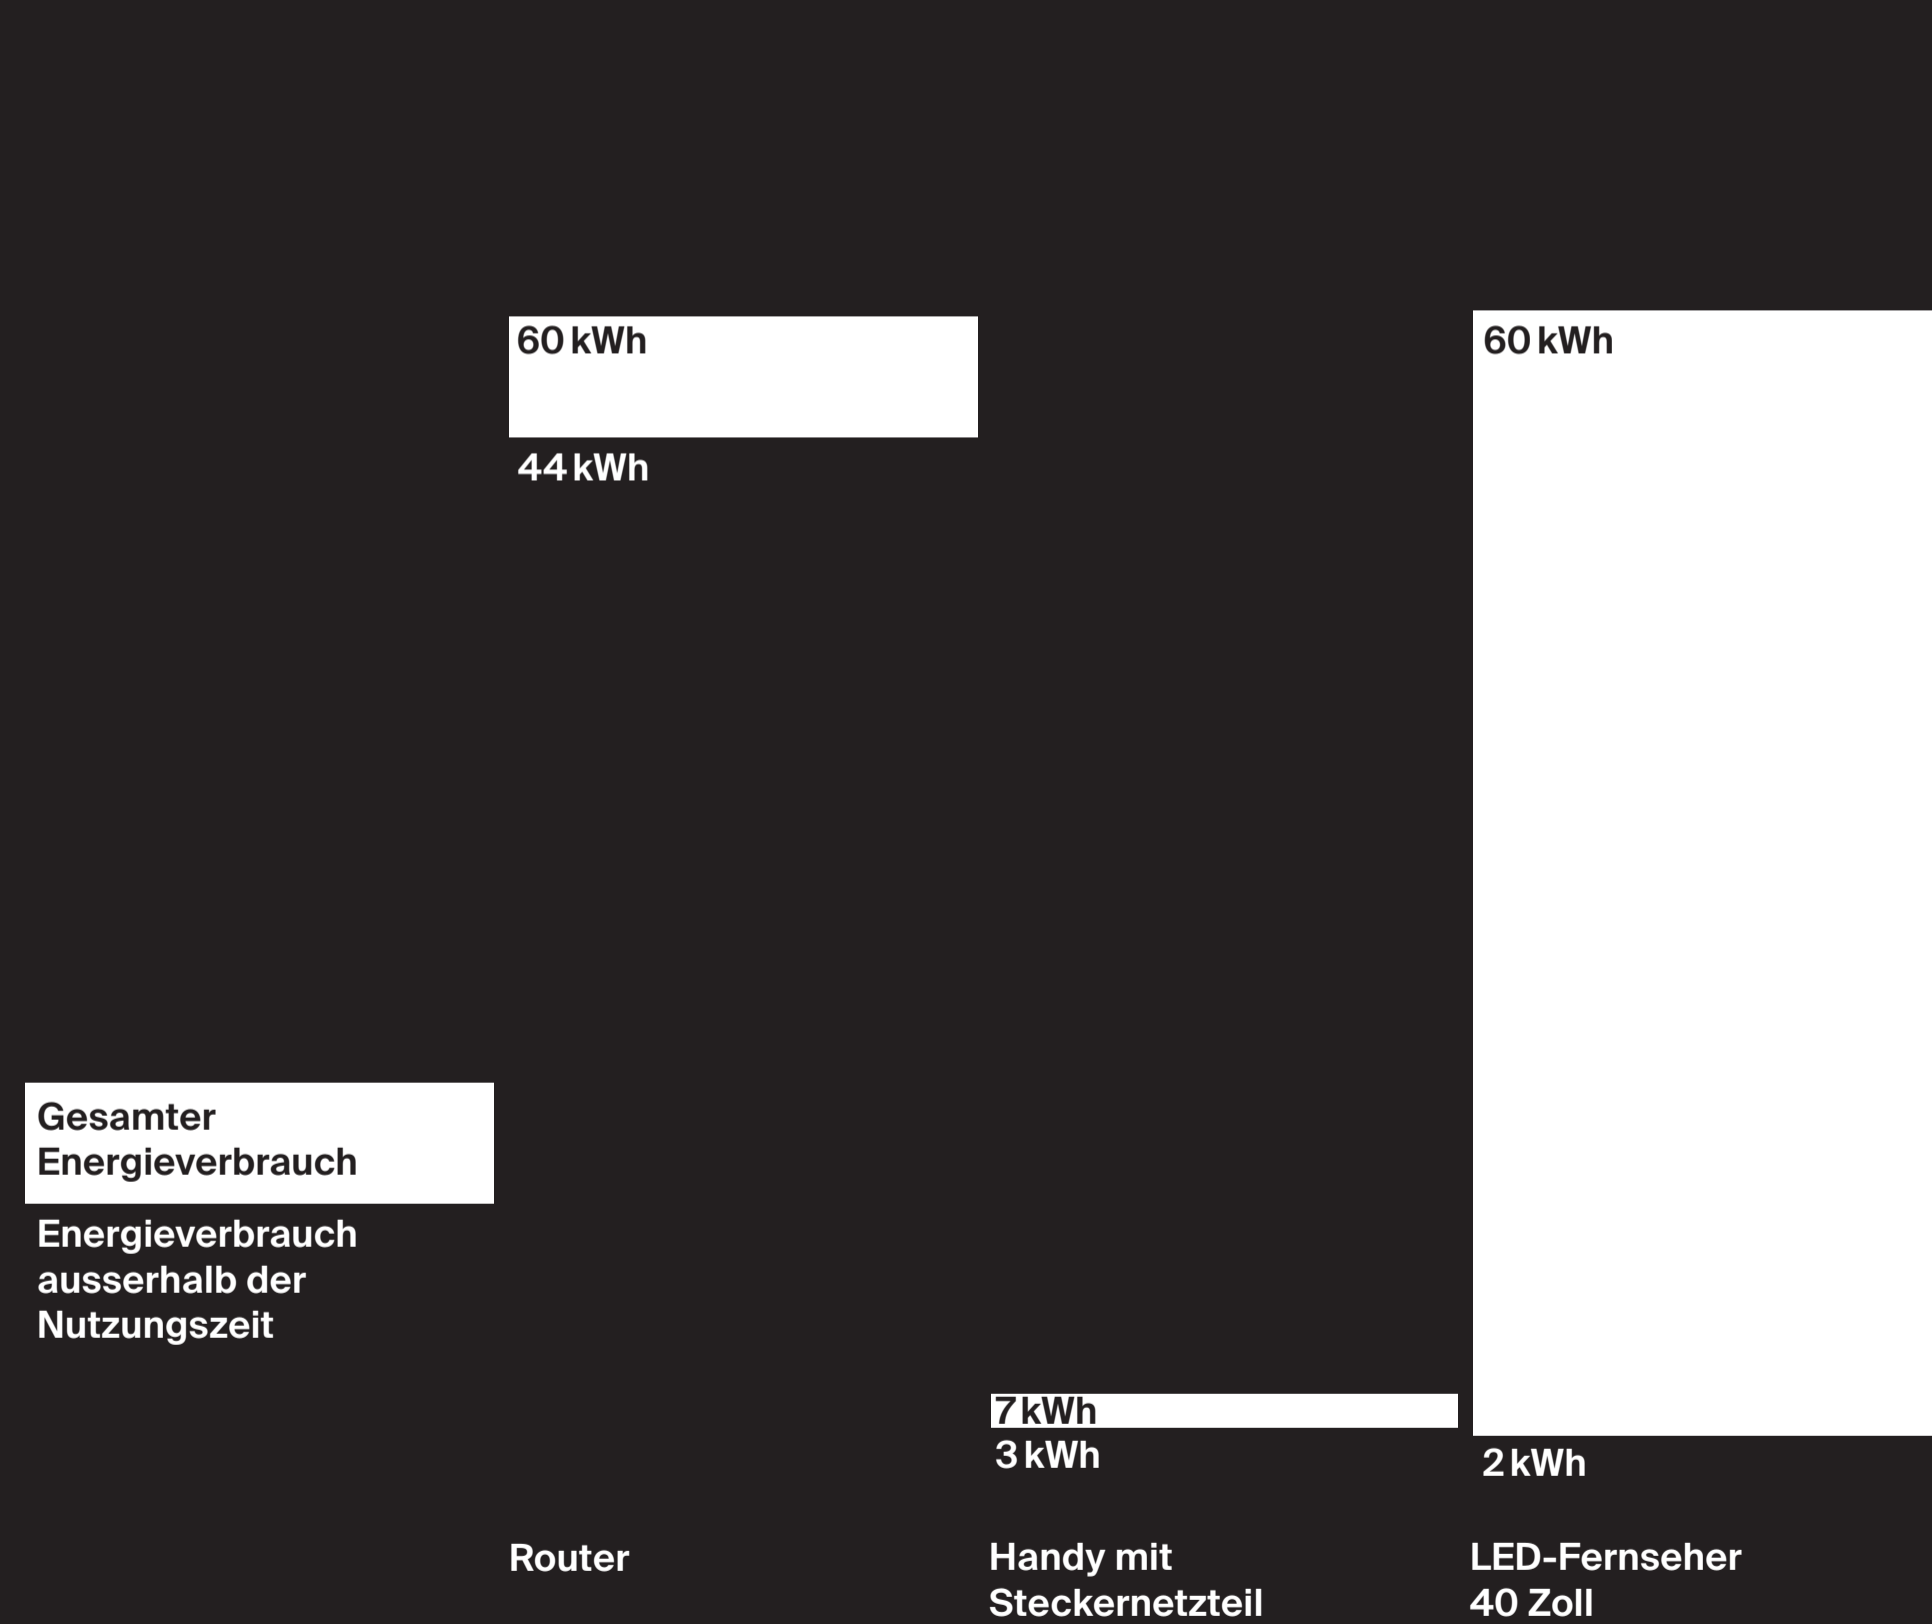 60 kWh
44 kWh
60 kWh
Gesamter
Energieverbrauch
Energieverbrauch
ausserhalb der
Nutzungszeit
7 kWh
3 kWh
2 kWh
Router
Handy mit
Steckernetzteil
LED-Fernseher
40 Zoll